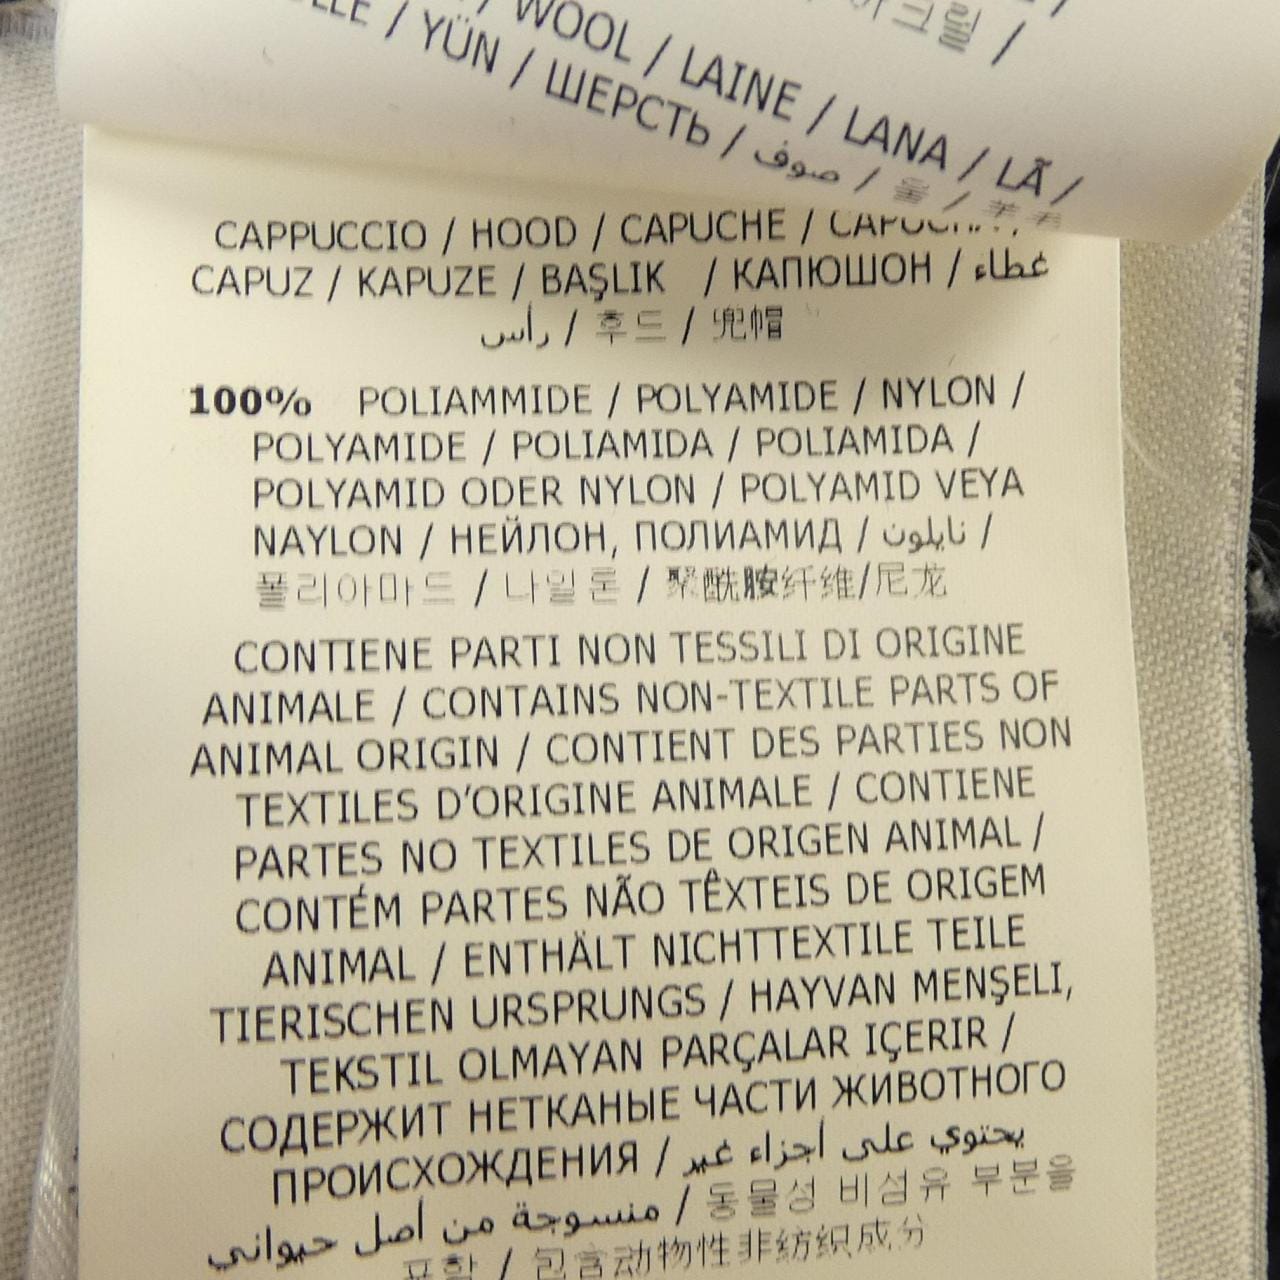 / WOOL / LAINE / LANA / LÃ /
/ YÜN / ШЕРСТЬ / صوف / 울 /
CAPPUCCIO / HOOD / CAPUCHE /
CAPUZ / KAPUZE / BAŞLIK / КАПЮШОН / غطاء
رأس / 후드 / 兜帽
100% POLIAMMIDE / POLYAMIDE / NYLON /
POLYAMIDE / POLIAMIDA / POLIAMIDA /
POLYAMID ODER NYLON / POLYAMID VEYA
NAYLON / НЕЙЛОН, ПОЛИАМИД / نايلون /
폴리아마드 / 나일론 / 聚酰胺纤维/尼龙
CONTIENE PARTI NON TESSILI DI ORIGINE
ANIMALE / CONTAINS NON-TEXTILE PARTS OF
ANIMAL ORIGIN / CONTIENT DES PARTIES NON
TEXTILES D'ORIGINE ANIMALE / CONTIENE
PARTES NO TEXTILES DE ORIGEN ANIMAL /
CONTÉM PARTES NÃO TÊXTEIS DE ORIGEM
ANIMAL / ENTHÄLT NICHTTEXTILE TEILE
TIERISCHEN URSPRUNGS / HAYVAN MENŞELI,
TEKSTIL OLMAYAN PARÇALAR IÇERIR /
СОДЕРЖИТ НЕТКАНЫЕ ЧАСТИ ЖИВОТНОГО
ПРОИСХОЖДЕНИЯ / يحتوي على أجزاء غير
منسوجة من أصل حيواني / 동물성 비섬유 부분을
포함 / 包含动物性非纺织成分